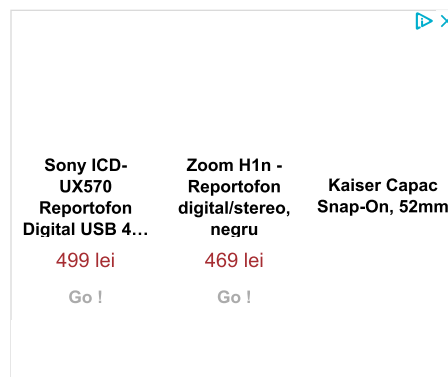 Sony ICD-
UX570
Reportofon
Digital USB 4...
499 lei
Go !
Zoom H1n -
Reportofon
digital/stereo,
negru
469 lei
Go !
Kaiser Capac
Snap-On, 52mm